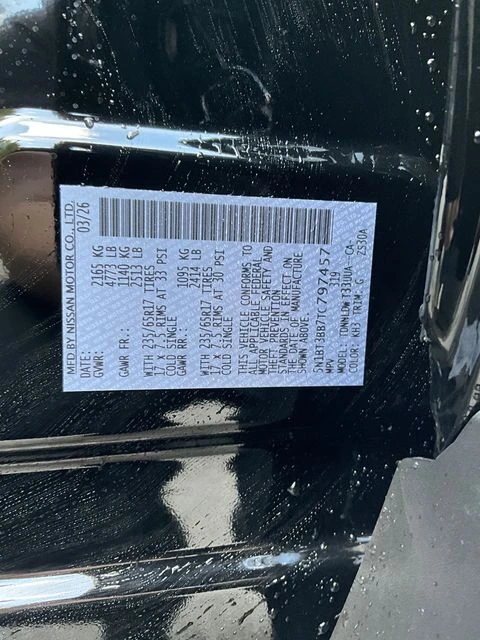 MFD BY NISSAN MOTOR CO., LTD.
DATE: 03/26
GVWR: 2165 KG
4772 LB
GAWR FR: 1140 KG
2513 LB
WITH 235/65R17 TIRES
17 X 7.5 RIMS AT 33 PSI
COLD SINGLE
GAWR RR: 1095 KG
2414 LB
WITH 235/65R17 TIRES
17 X 7.5 RIMS AT 30 PSI
COLD SINGLE
THIS VEHICLE CONFORMS TO
ALL APPLICABLE FEDERAL
MOTOR VEHICLE SAFETY AND
THEFT PREVENTION
STANDARDS IN EFFECT ON
THE DATE OF MANUFACTURE
SHOWN ABOVE.
5N1BT3BB7TC797457
MPV 3719
MODEL: CA-
COLOR: KH3 TRIM: G ZS30A